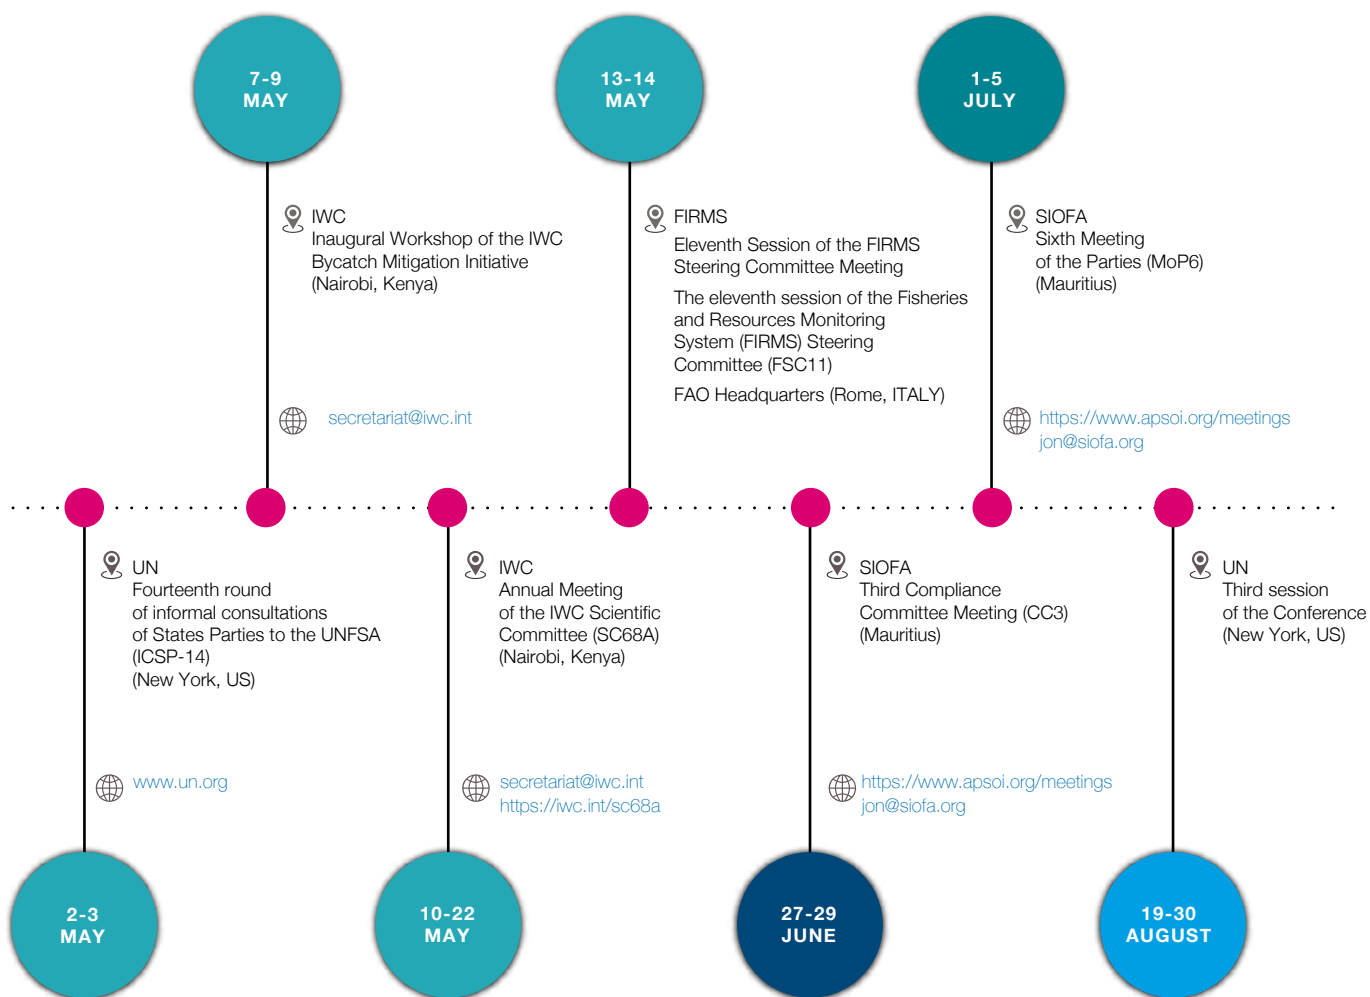 7-9
MAY
IWC
Inaugural Workshop of the IWC
Bycatch Mitigation Initiative
(Nairobi, Kenya)
secretariat@iwc.int
13-14
MAY
FIRMS
Eleventh Session of the FIRMS
Steering Committee Meeting
The eleventh session of the Fisheries
and Resources Monitoring
System (FIRMS) Steering
Committee (FSC11)
FAO Headquarters (Rome, ITALY)
1-5
JULY
SIOFA
Sixth Meeting
of the Parties (MoP6)
(Mauritius)
https://www.apsoi.org/meetings
jon@siofa.org
UN
Fourteenth round
of informal consultations
of States Parties to the UNFSA
(ICSP-14)
(New York, US)
www.un.org
2-3
MAY
IWC
Annual Meeting
of the IWC Scientific
Committee (SC68A)
(Nairobi, Kenya)
secretariat@iwc.int
https://iwc.int/sc68a
10-22
MAY
SIOFA
Third Compliance
Committee Meeting (CC3)
(Mauritius)
https://www.apsoi.org/meetings
jon@siofa.org
27-29
JUNE
UN
Third session
of the Conference
(New York, US)
19-30
AUGUST